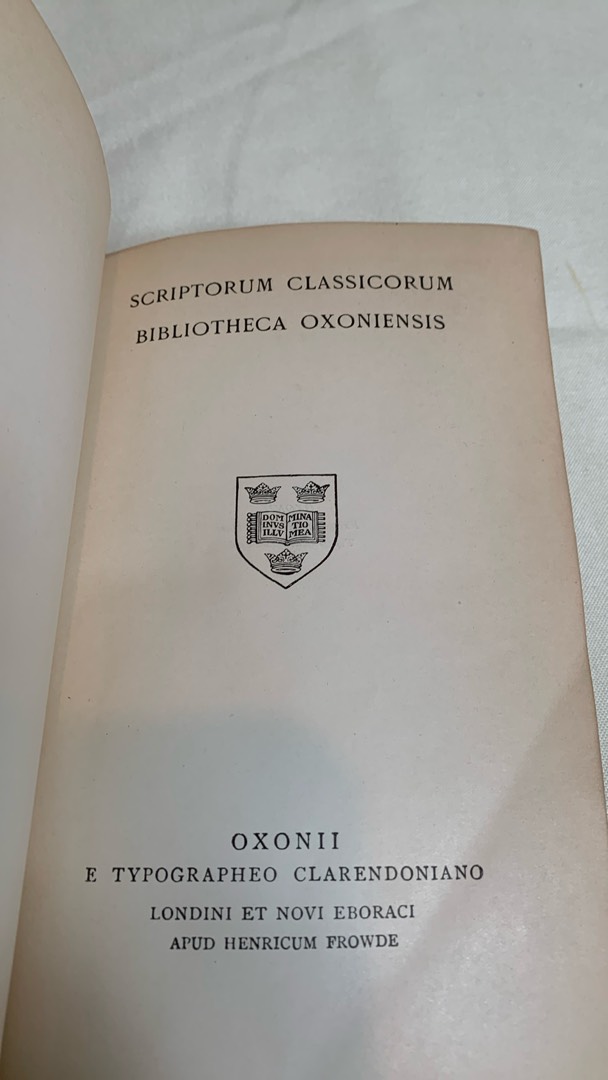 SCRIPTORUM CLASSICORUM
BIBLIOTHECA OXONIENSIS
DOM MINA
INVS TIO
ILLV MEA
OXONII
E TYPOGRAPHEO CLARENDONIANO
LONDINI ET NOVI EBORACI
APUD HENRICUM FROWDE